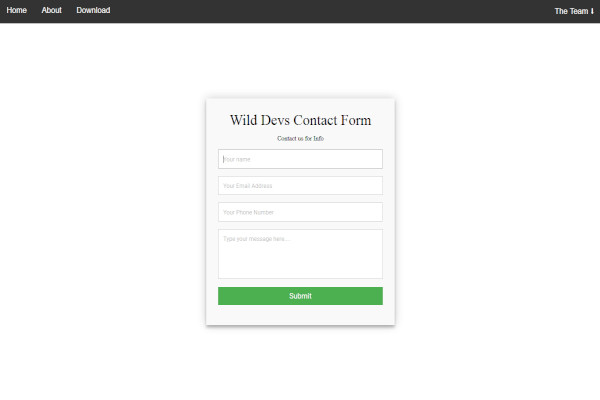 Home About Download The Team ⬇
Wild Devs Contact Form
Contact us for Info
Your name
Your Email Address
Your Phone Number
Type your message here....
Submit